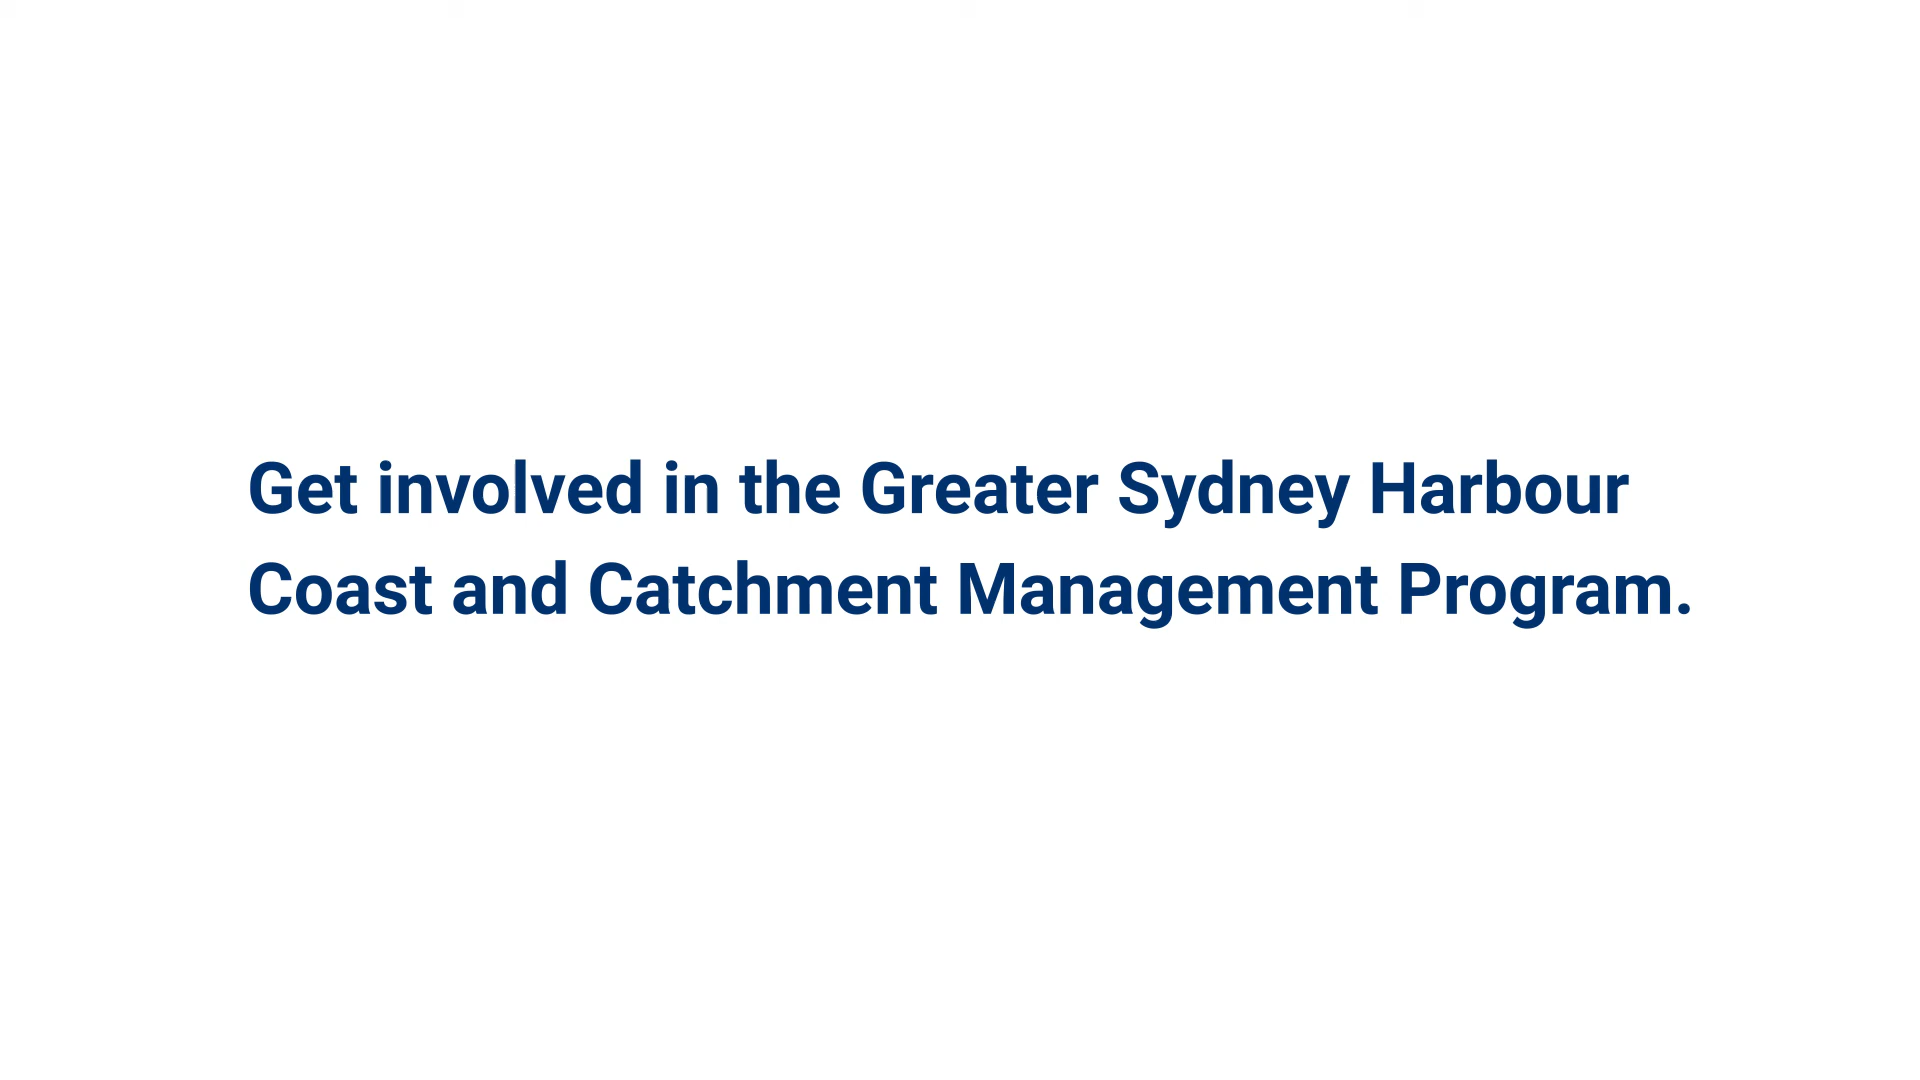 Get involved in the Greater Sydney Harbour
Coast and Catchment Management Program.